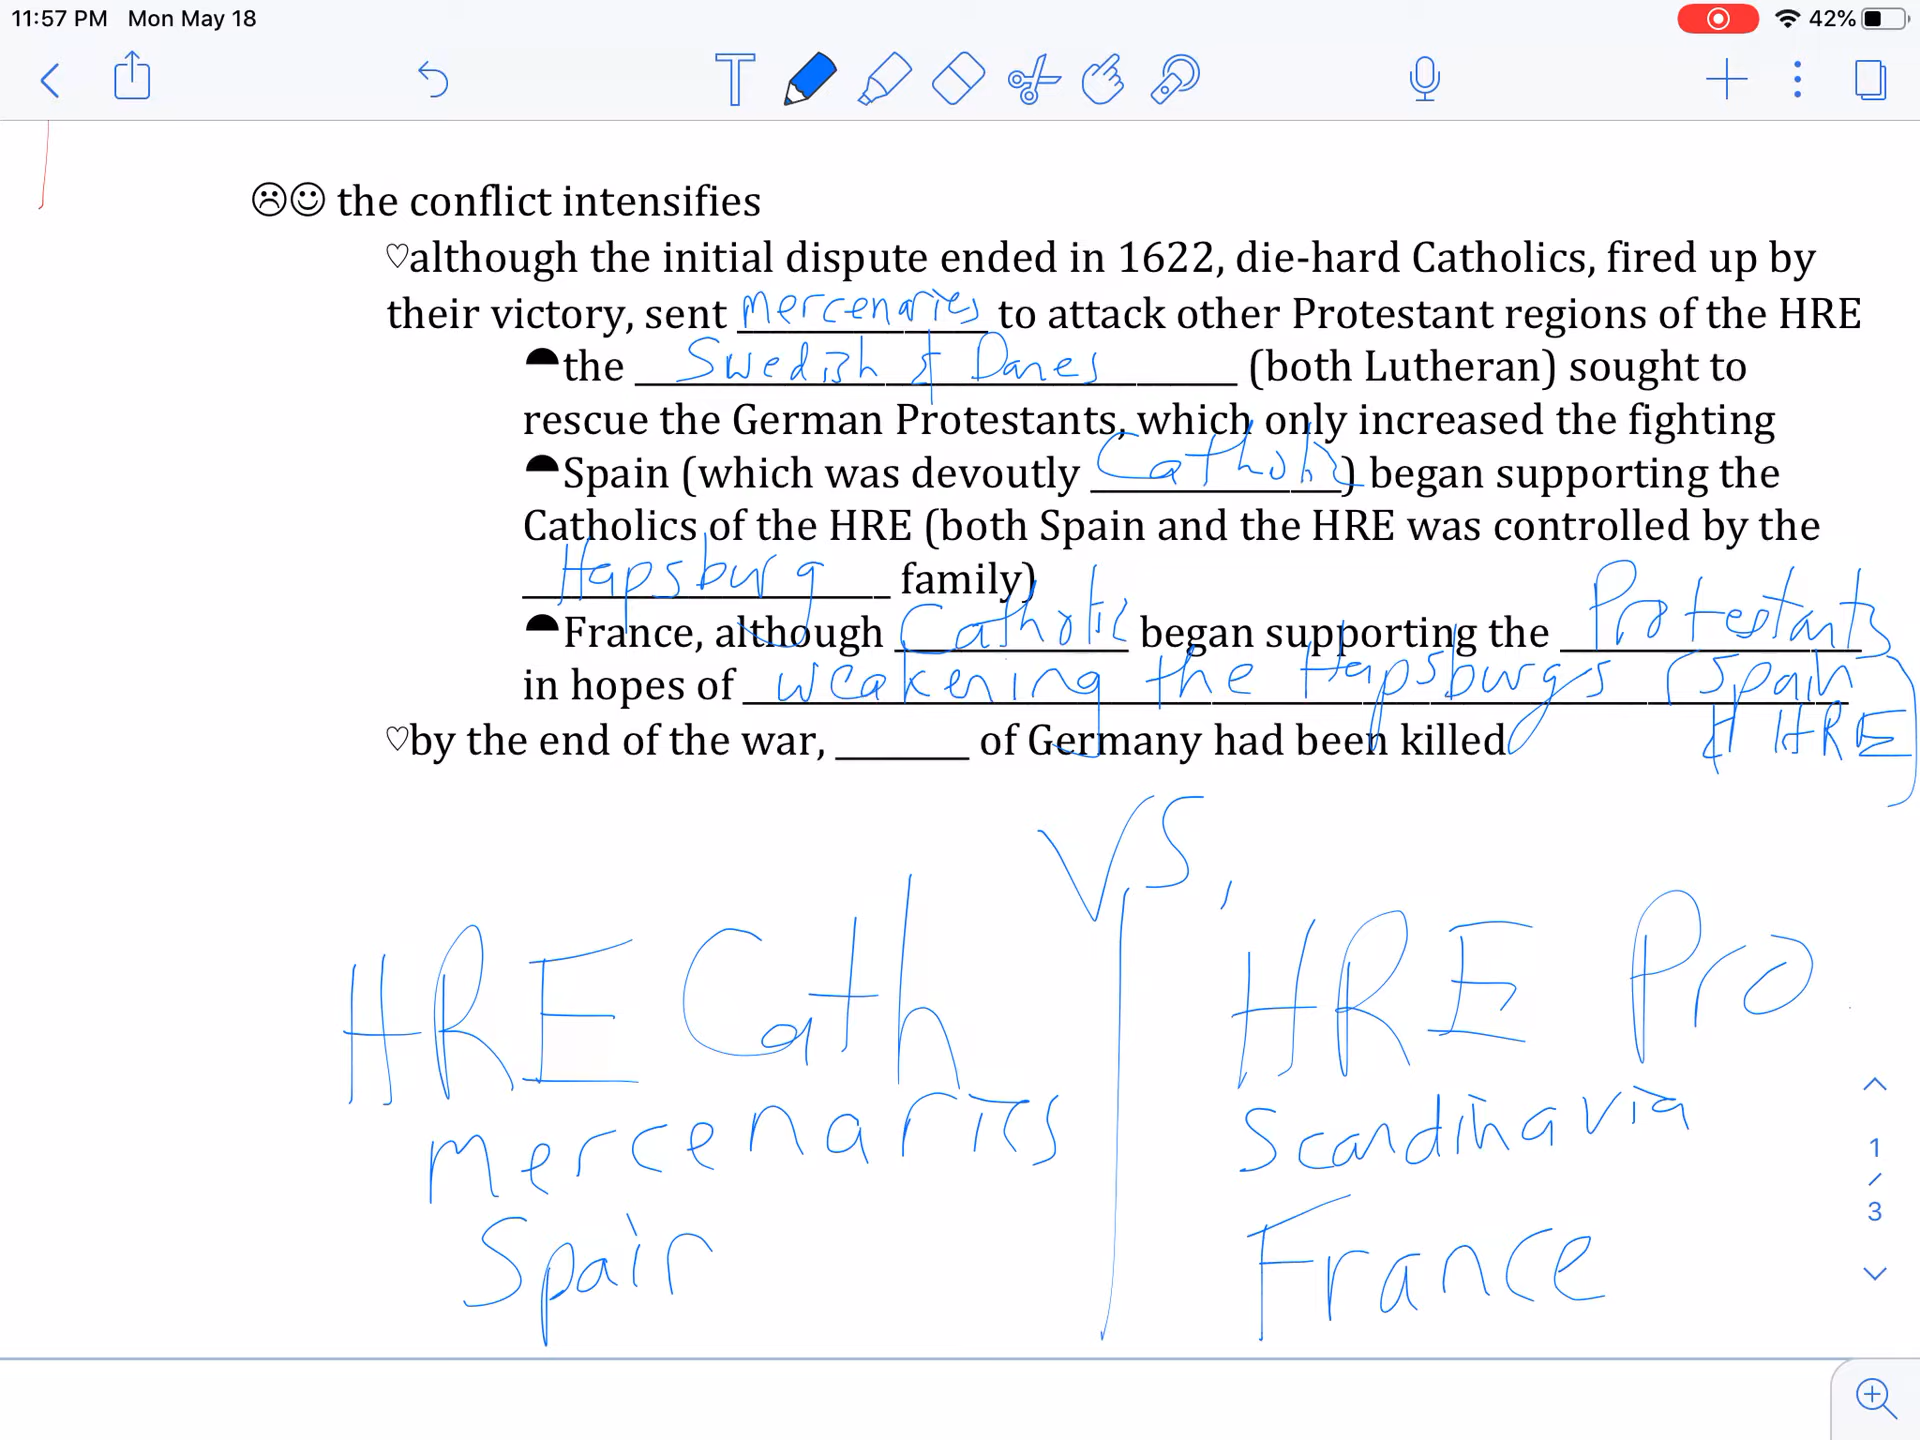 11:57 PM Mon May 18 42%
☹☺ the conflict intensifies
♡although the initial dispute ended in 1622, die-hard Catholics, fired up by
their victory, sent mercenaries to attack other Protestant regions of the HRE
the Swedish & Danes (both Lutheran) sought to
rescue the German Protestants, which only increased the fighting
Spain (which was devoutly Catholic) began supporting the
Catholics of the HRE (both Spain and the HRE was controlled by the
Hapsburg family)
France, although Catholic began supporting the Protestants
in hopes of weakening the Hapsburgs (Spain
& HRE)
♡by the end of the war, _______ of Germany had been killed
VS.
HRE Cath HRE Pro
mercenaries Scandinavia
Spain France
1
/
3